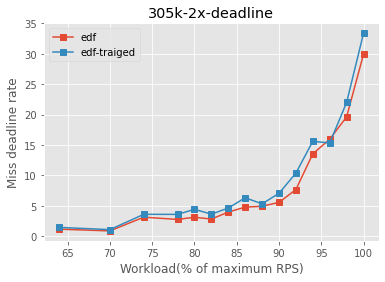 305k-2x-deadline
edf
edf-traiged
Miss deadline rate
35
30
25
20
15
10
5
0
65 70 75 80 85 90 95 100
Workload(% of maximum RPS)